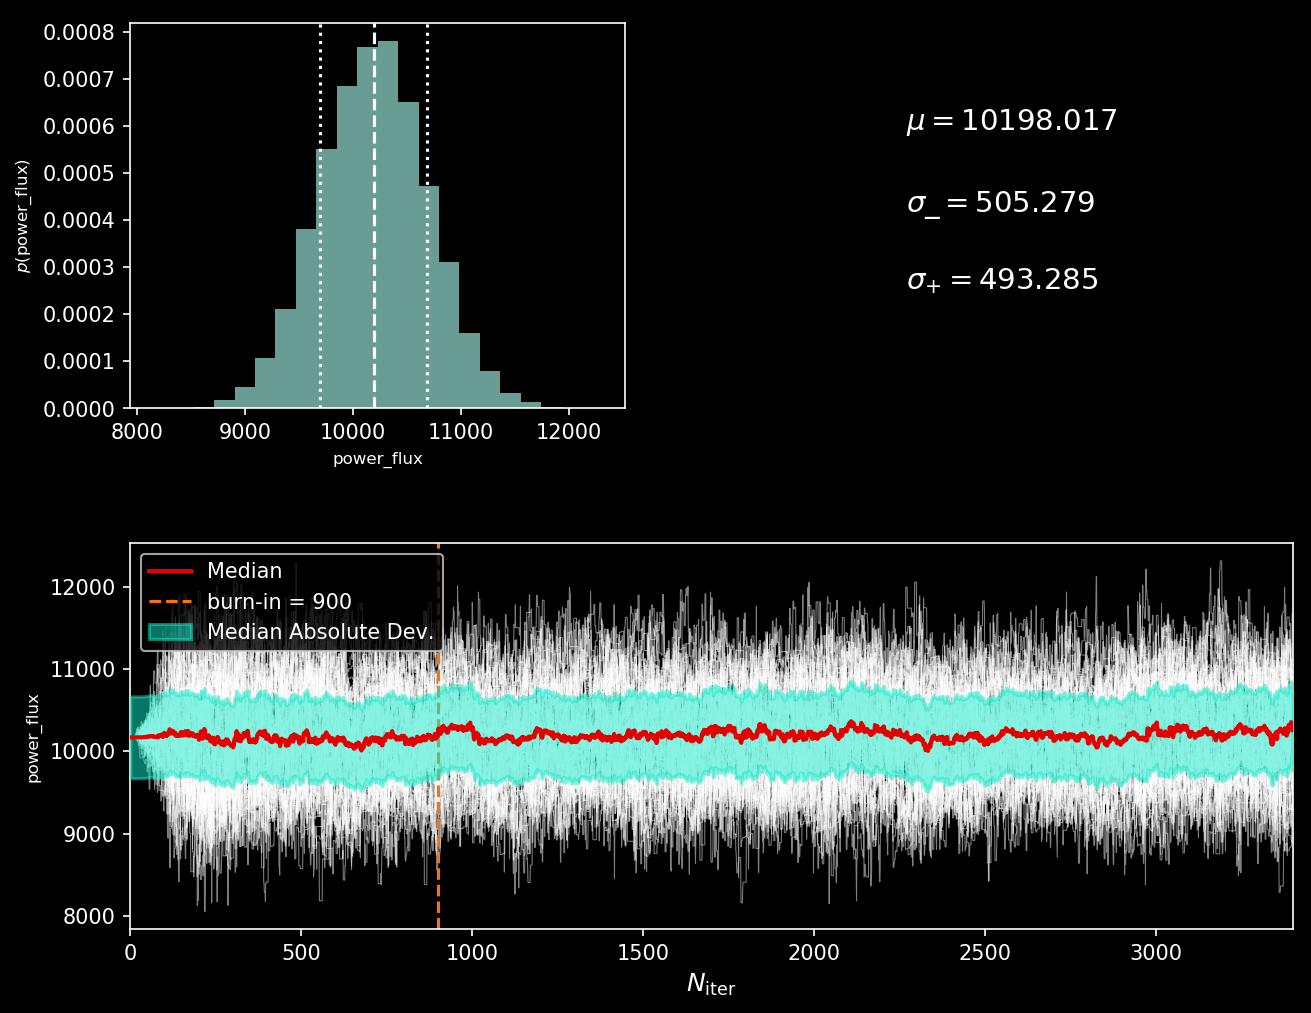 0.0008
0.0007
0.0006
0.0005
0.0004
0.0003
0.0002
0.0001
0.0000
p(power_flux)
8000 9000 10000 11000 12000
power_flux
μ = 10198.017
σ_ = 505.279
σ+ = 493.285
Median
burn-in = 900
Median Absolute Dev.
12000
11000
10000
9000
8000
power_flux
0 500 1000 1500 2000 2500 3000
Niter